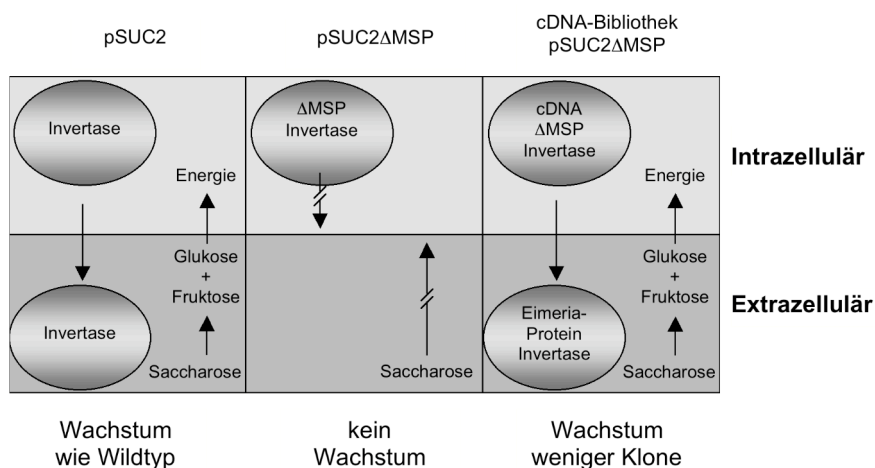 pSUC2
pSUC2ΔMSP
cDNA-Bibliothek
pSUC2ΔMSP
Invertase
Energie
Glukose
+
Fruktose
Invertase
Saccharose
ΔMSP
Invertase
Saccharose
cDNA
ΔMSP
Invertase
Energie
Glukose
+
Fruktose
Eimeria-
Protein
Invertase
Saccharose
Intrazellulär
Extrazellulär
Wachstum
wie Wildtyp
kein
Wachstum
Wachstum
weniger Klone